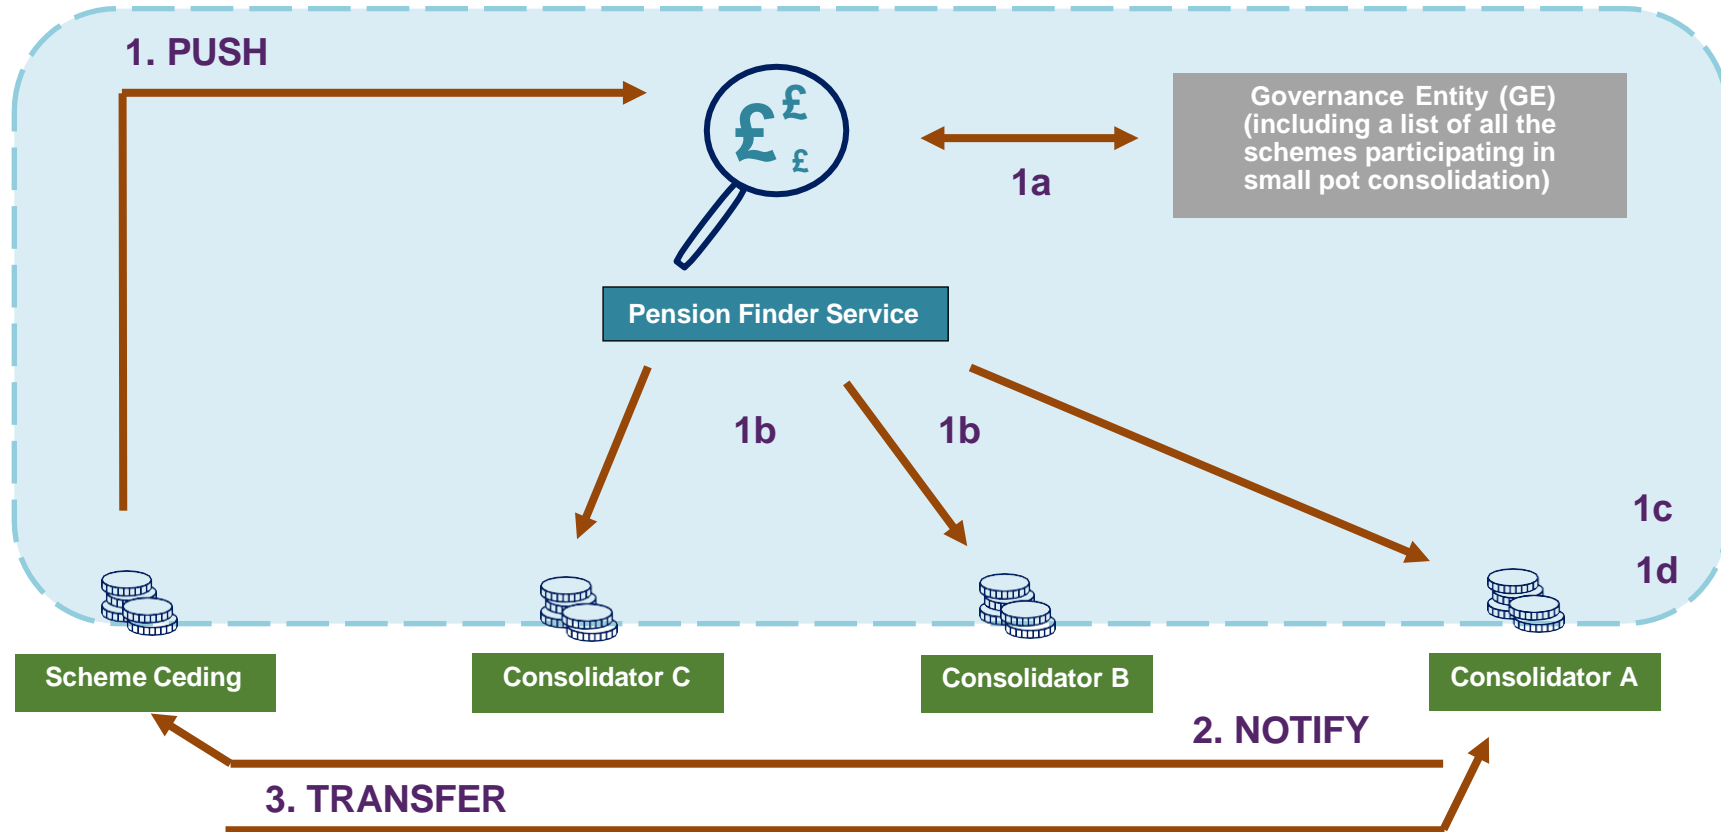 1. PUSH
£ £
£
Governance Entity (GE)
(including a list of all the
schemes participating in
small pot consolidation)
1a
Pension Finder Service
1b
1b
1c
1d
Scheme Ceding
Consolidator C
Consolidator B
Consolidator A
2. NOTIFY
3. TRANSFER